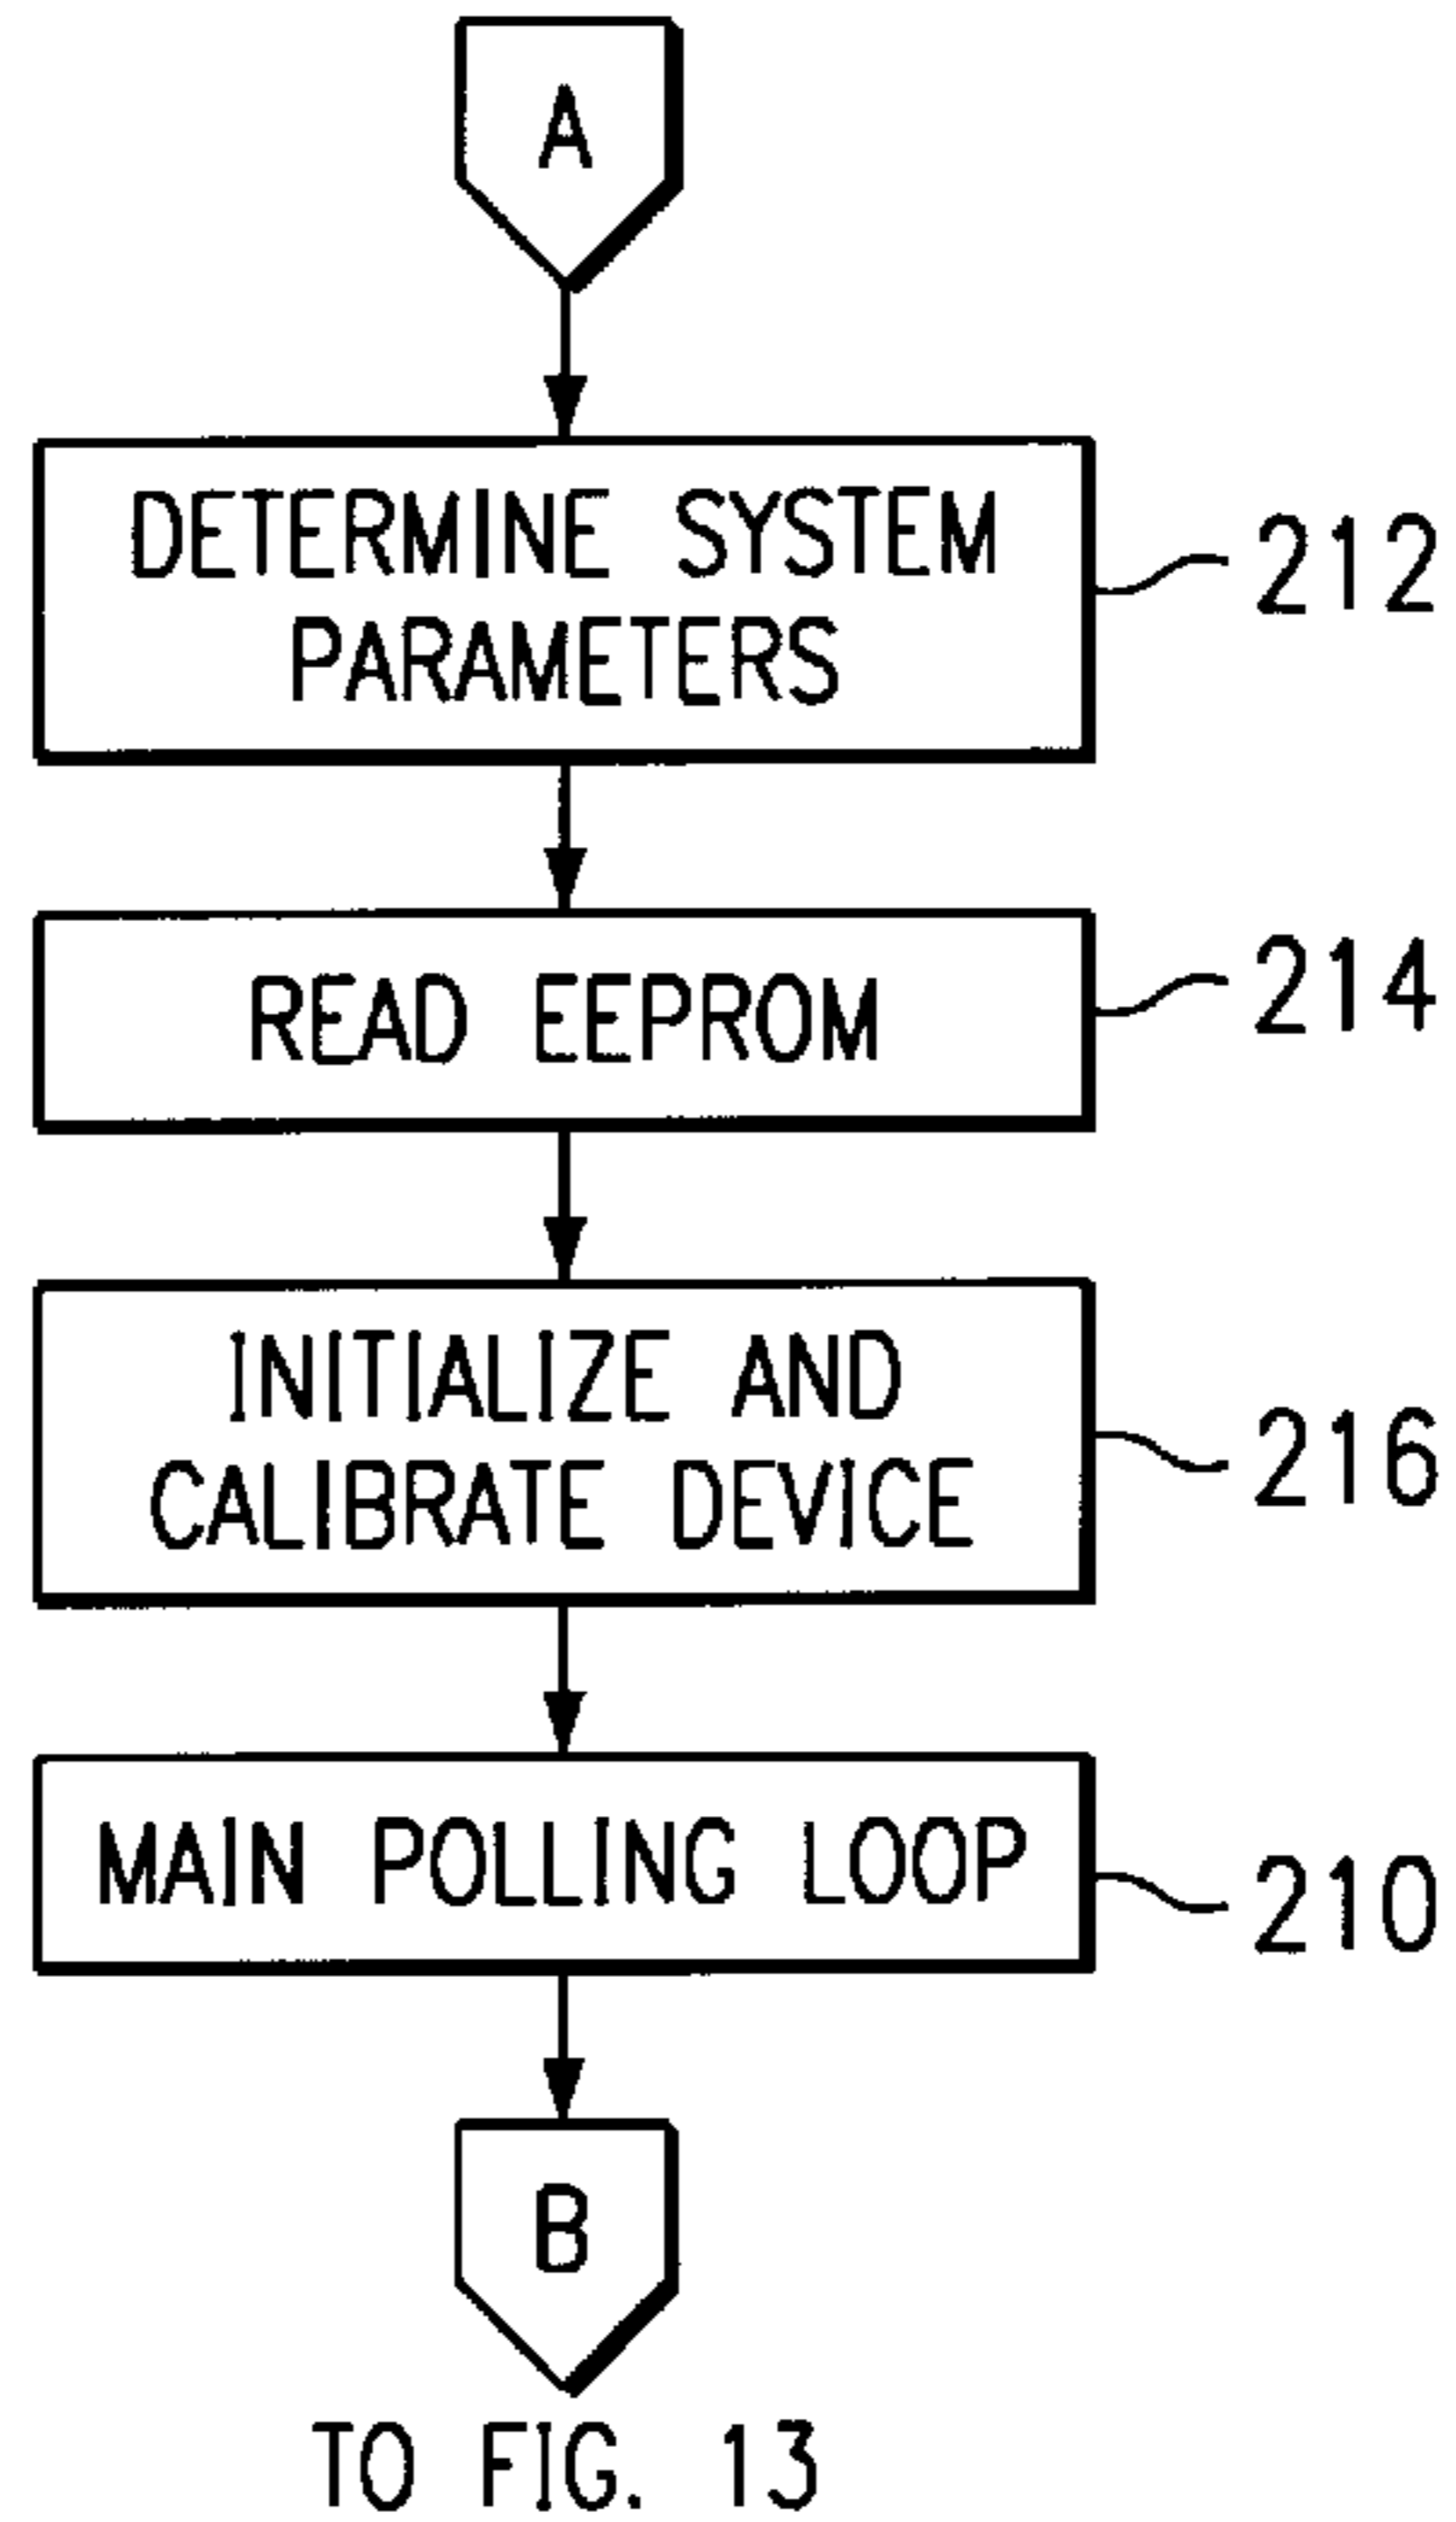 A
DETERMINE SYSTEM
PARAMETERS
212
READ EEPROM
214
INITIALIZE AND
CALIBRATE DEVICE
216
MAIN POLLING LOOP
210
B
TO FIG. 13